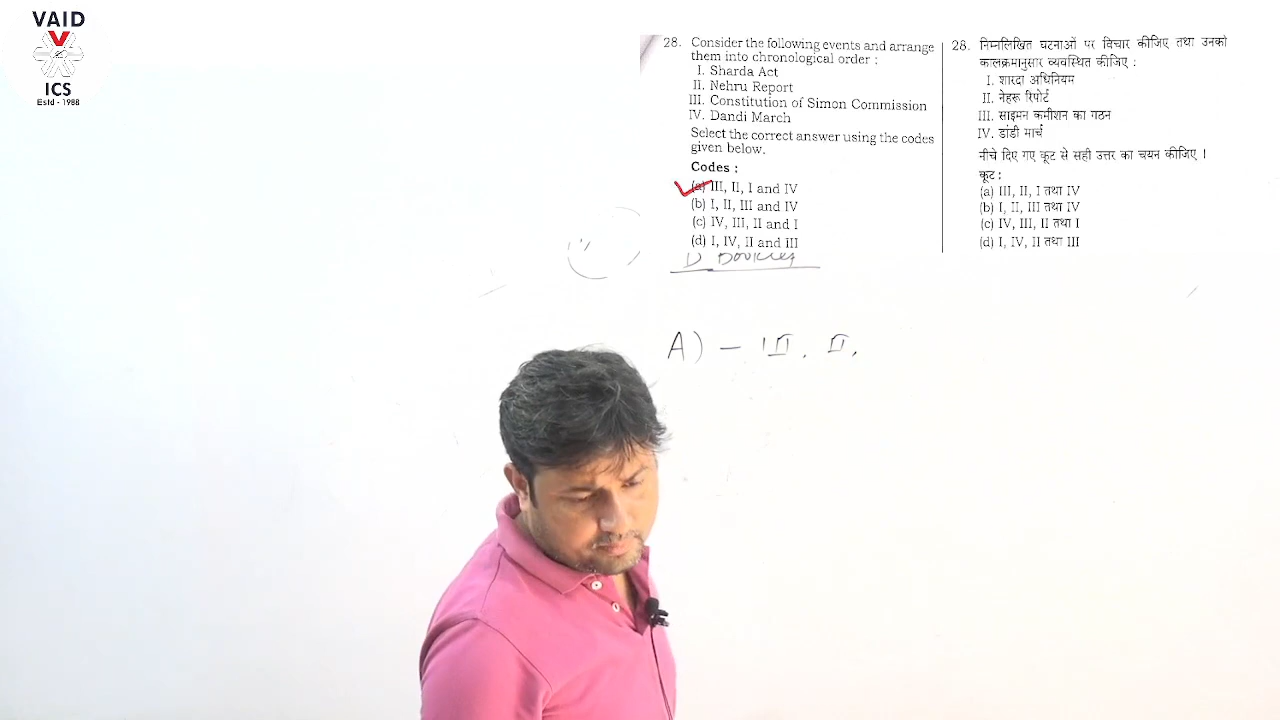 VAID
ICS
Estd - 1988
28. Consider the following events and arrange
them into chronological order :
I. Sharda Act
II. Nehru Report
III. Constitution of Simon Commission
IV. Dandi March
Select the correct answer using the codes
given below.
Codes :
(a) III, II, I and IV
(b) I, II, III and IV
(c) IV, III, II and I
(d) I, IV, II and III
28. निम्नलिखित घटनाओं पर विचार कीजिए तथा उनको
कालक्रमानुसार व्यवस्थित कीजिए :
I. शारदा अधिनियम
II. नेहरू रिपोर्ट
III. साइमन कमीशन का गठन
IV. डांडी मार्च
नीचे दिए गए कूट से सही उत्तर का चयन कीजिए ।
कूट :
(a) III, II, I तथा IV
(b) I, II, III तथा IV
(c) IV, III, II तथा I
(d) I, IV, II तथा III
A) – III. II.